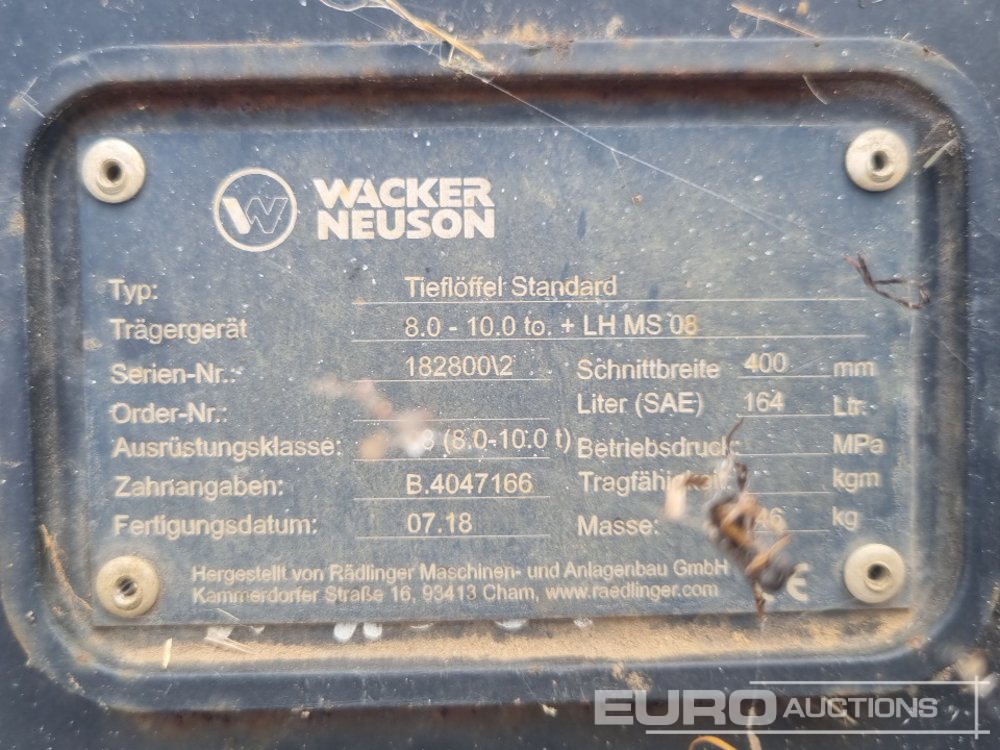 WACKER
NEUSON
Typ: Tieflöffel Standard
Trägergerät 8.0 - 10.0 to. + LH MS 08
Serien-Nr.: 182800\2 Schnittbreite 400 mm
Order-Nr.: Liter (SAE) 164 Ltr.
Ausrüstungsklasse: (8.0-10.0 t) Betriebsdruck MPa
Zahnangaben: B.4047166 kgm
Fertigungsdatum: 07.18 Masse: kg
Hergestellt von Rädlinger Maschinen- und Anlagenbau GmbH
Kammerdorfer Straße 16, 93413 Cham, www.raedlinger.com CE
EURO AUCTIONS